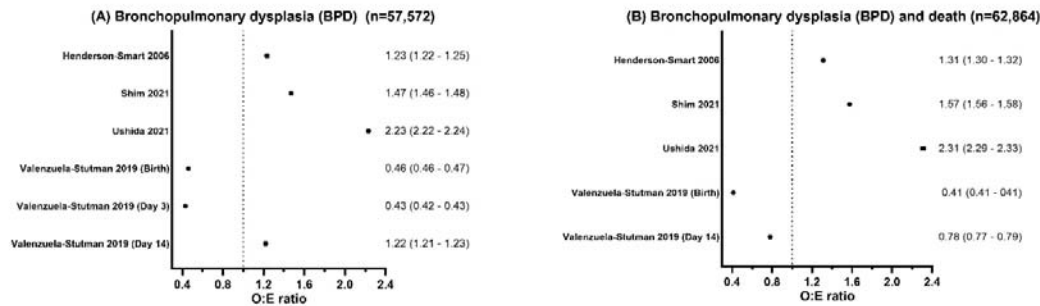 (A) Bronchopulmonary dysplasia (BPD) (n=57,572)
Henderson-Smart 2006 1.23 (1.22 - 1.25)
Shim 2021 1.47 (1.46 - 1.48)
Ushida 2021 2.23 (2.22 - 2.24)
Valenzuela-Stutman 2019 (Birth) 0.46 (0.46 - 0.47)
Valenzuela-Stutman 2019 (Day 3) 0.43 (0.42 - 0.43)
Valenzuela-Stutman 2019 (Day 14) 1.22 (1.21 - 1.23)
0.4 0.8 1.2 1.6 2.0 2.4
O:E ratio
(B) Bronchopulmonary dysplasia (BPD) and death (n=62,864)
Henderson-Smart 2006 1.31 (1.30 - 1.32)
Shim 2021 1.57 (1.56 - 1.58)
Ushida 2021 2.31 (2.29 - 2.33)
Valenzuela-Stutman 2019 (Birth) 0.41 (0.41 - 041)
Valenzuela-Stutman 2019 (Day 14) 0.78 (0.77 - 0.79)
0.4 0.8 1.2 1.6 2.0 2.4
O:E ratio